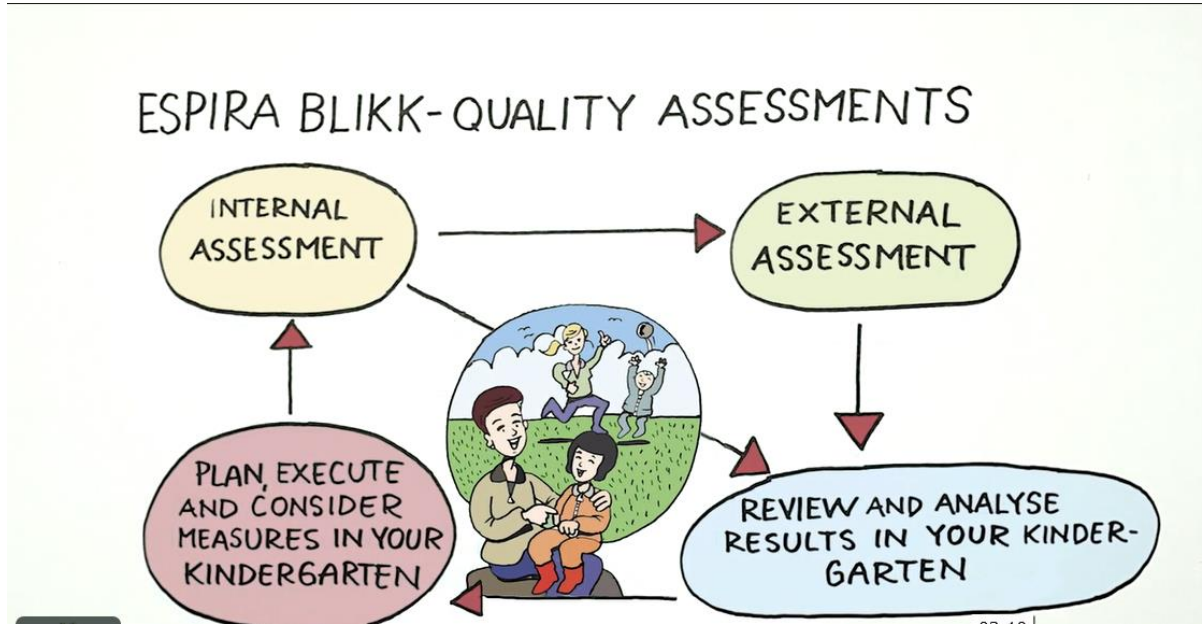 ESPIRA BLIKK-QUALITY ASSESSMENTS
INTERNAL
ASSESSMENT
EXTERNAL
ASSESSMENT
PLAN, EXECUTE
AND CONSIDER
MEASURES IN YOUR
KINDERGARTEN
REVIEW AND ANALYSE
RESULTS IN YOUR KINDER-
GARTEN